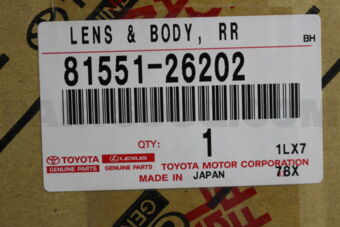 LENS & BODY, RR BH
81551-26202
QTY: 1 1LX7
TOYOTA LEXUS TOYOTA MOTOR CORPORATION
GENUINE PARTS GENUINE PARTS
MADE IN JAPAN 7BX